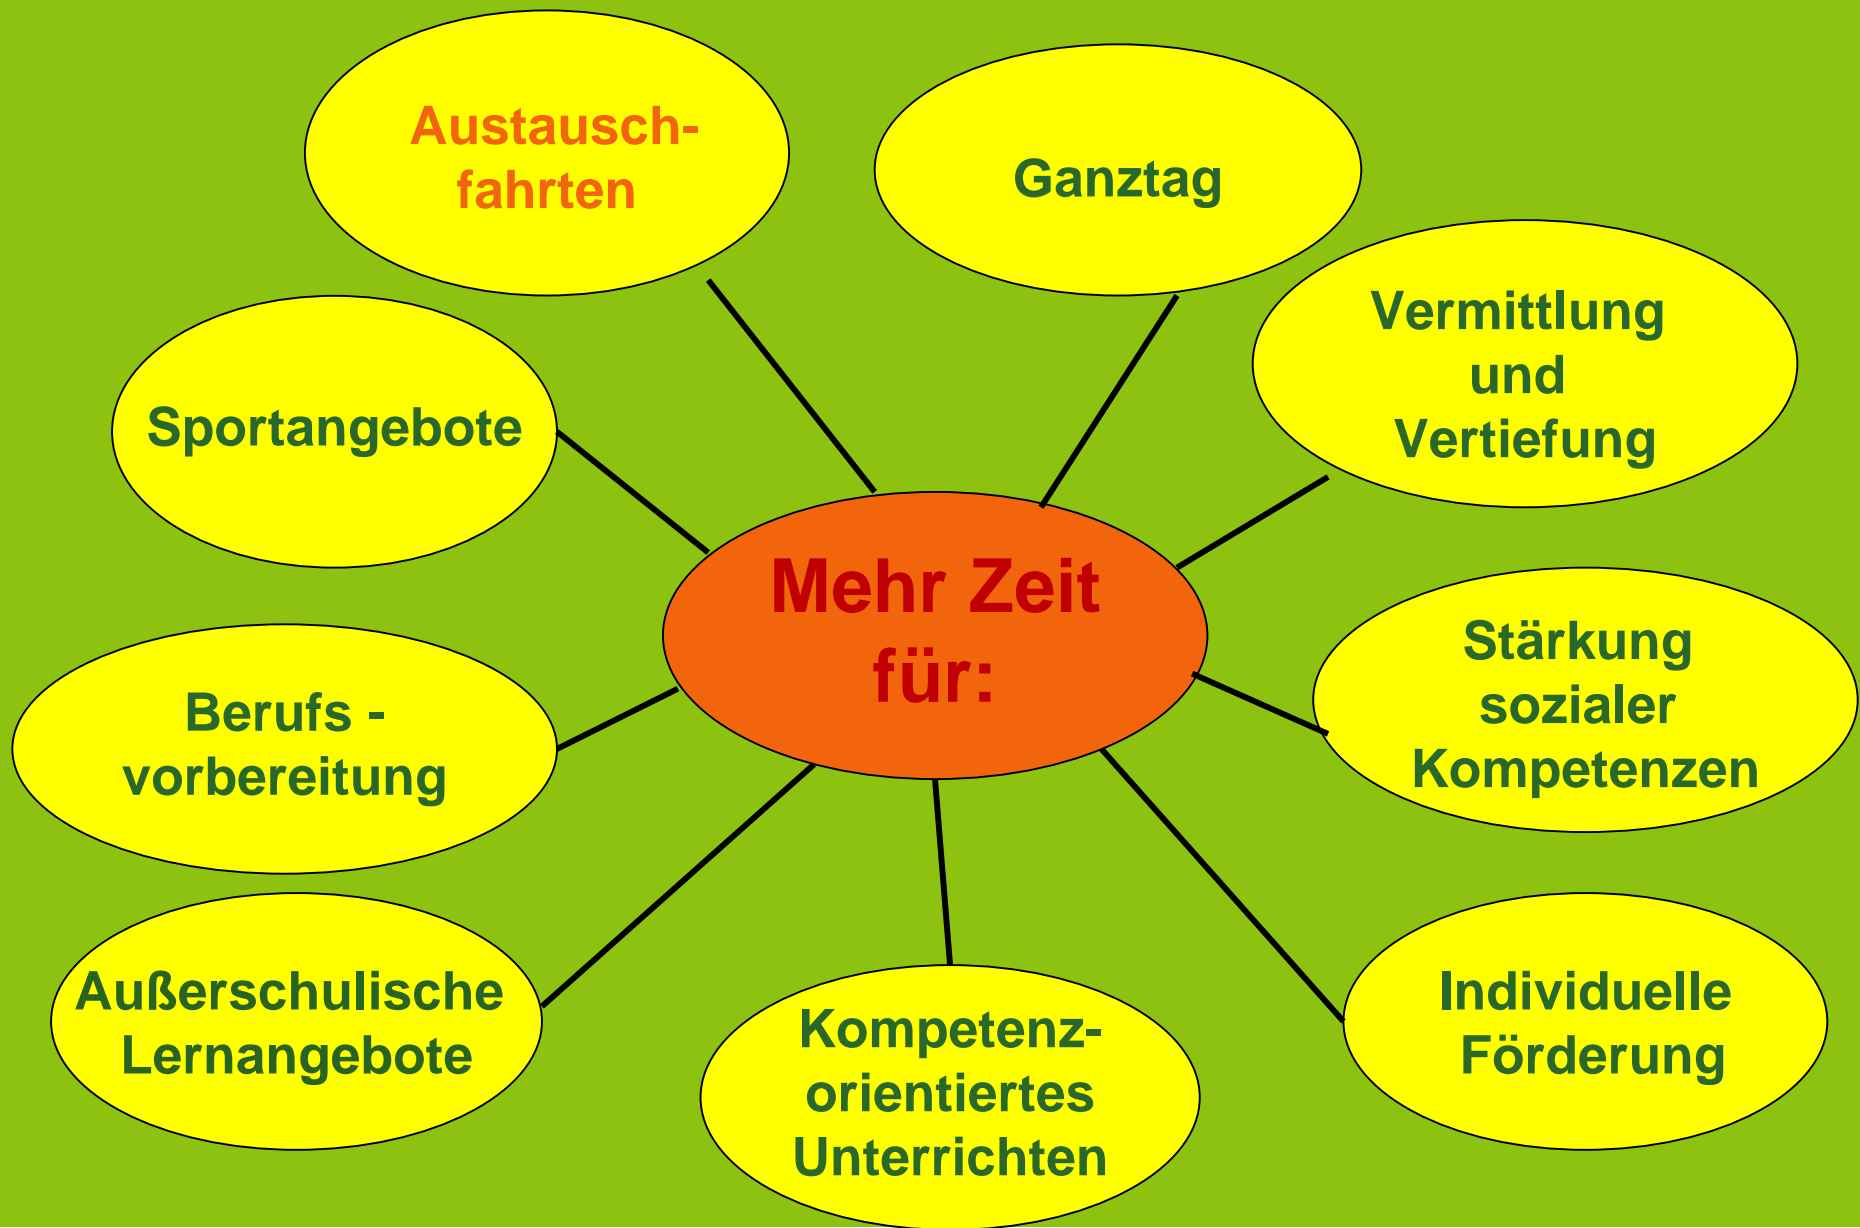 Austausch-
fahrten
Ganztag
Vermittlung
und
Vertiefung
Sportangebote
Mehr Zeit
für:
Stärkung
sozialer
Kompetenzen
Berufs -
vorbereitung
Außerschulische
Lernangebote
Kompetenz-
orientiertes
Unterrichten
Individuelle
Förderung